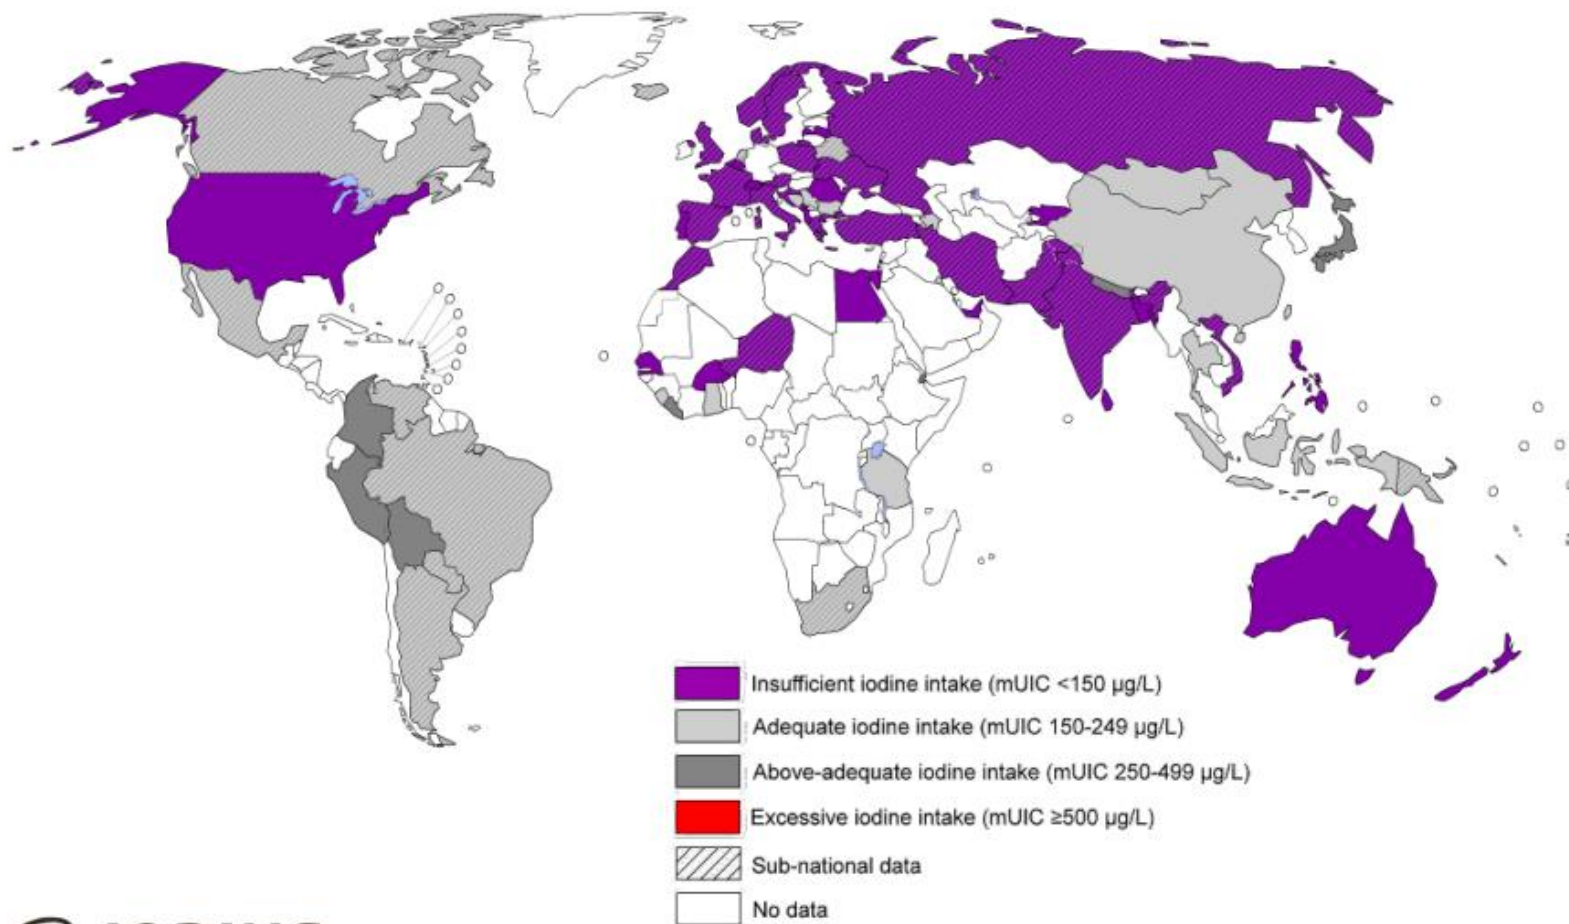 Insufficient iodine intake (mUIC <150 µg/L)
Adequate iodine intake (mUIC 150-249 µg/L)
Above-adequate iodine intake (mUIC 250-499 µg/L)
Excessive iodine intake (mUIC ≥500 µg/L)
Sub-national data
No data